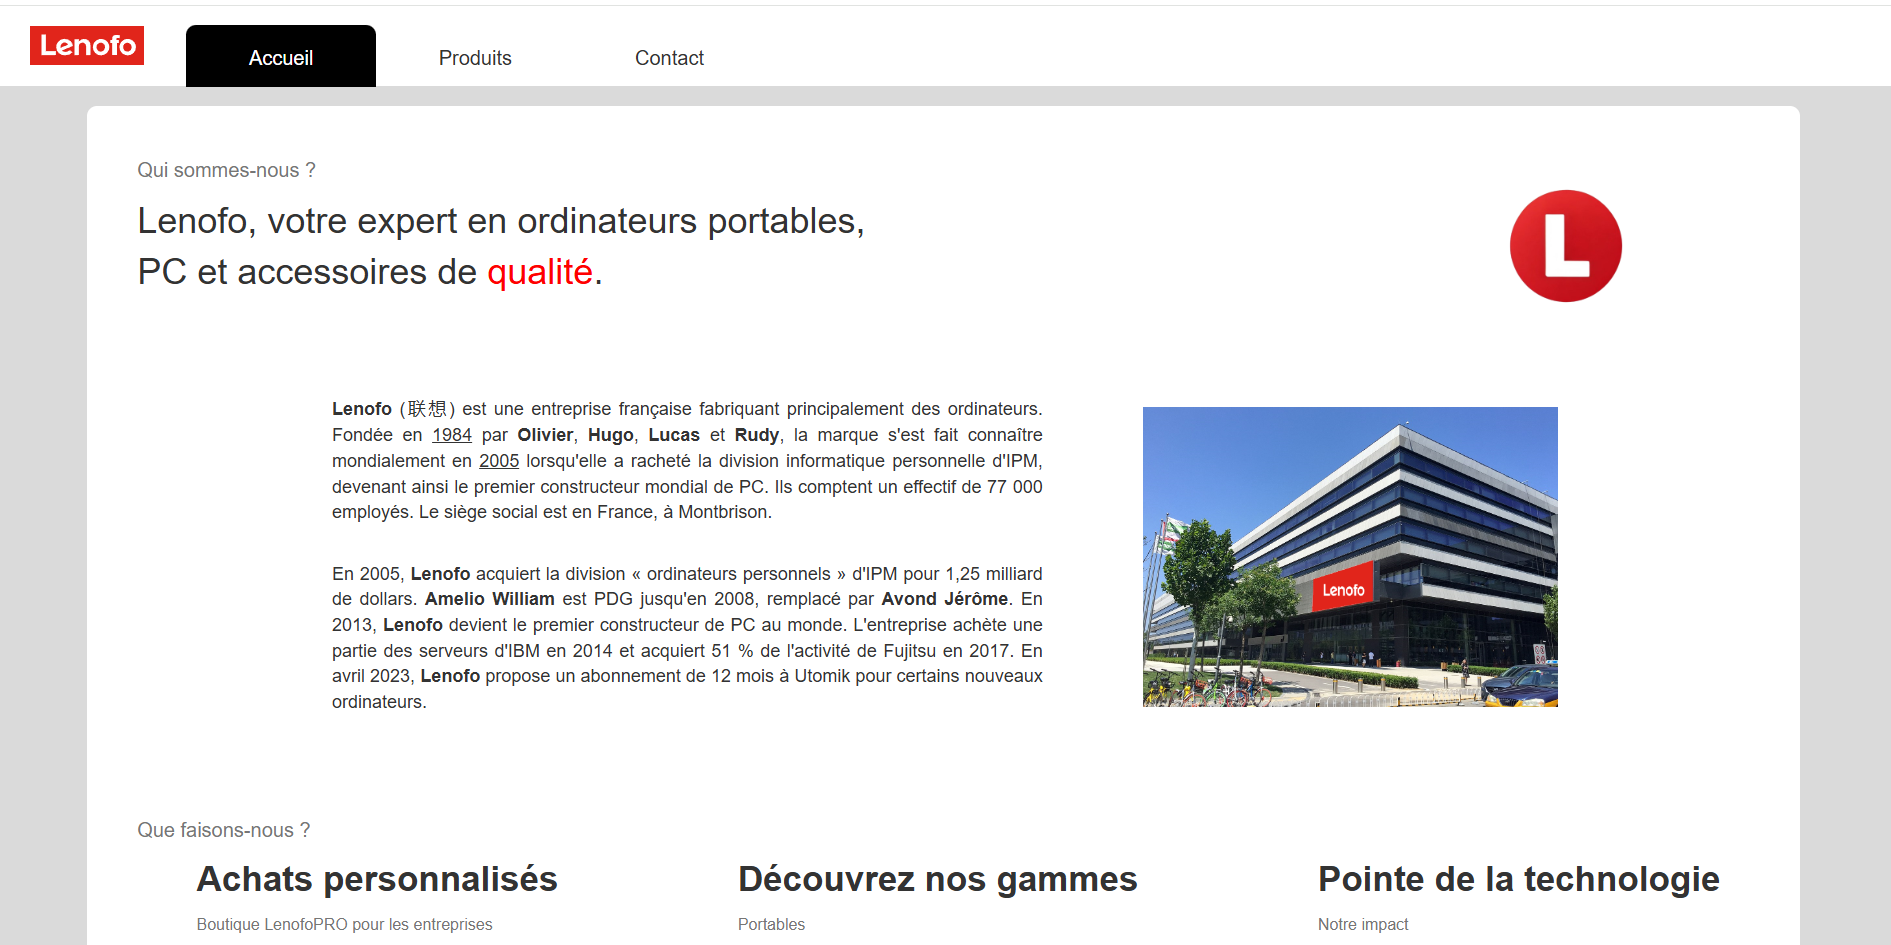 Lenofo
Accueil
Produits
Contact
Qui sommes-nous ?
Lenofo, votre expert en ordinateurs portables,
PC et accessoires de qualité.
L
Lenofo (联想) est une entreprise française fabriquant principalement des ordinateurs.
Fondée en 1984 par Olivier, Hugo, Lucas et Rudy, la marque s'est fait connaître
mondialement en 2005 lorsqu'elle a racheté la division informatique personnelle d'IPM,
devenant ainsi le premier constructeur mondial de PC. Ils comptent un effectif de 77 000
employés. Le siège social est en France, à Montbrison.
En 2005, Lenofo acquiert la division « ordinateurs personnels » d'IPM pour 1,25 milliard
de dollars. Amelio William est PDG jusqu'en 2008, remplacé par Avond Jérôme. En
2013, Lenofo devient le premier constructeur de PC au monde. L'entreprise achète une
partie des serveurs d'IBM en 2014 et acquiert 51 % de l'activité de Fujitsu en 2017. En
avril 2023, Lenofo propose un abonnement de 12 mois à Utomik pour certains nouveaux
ordinateurs.
Lenofo
Que faisons-nous ?
Achats personnalisés
Découvrez nos gammes
Pointe de la technologie
Boutique LenofoPRO pour les entreprises
Portables
Notre impact